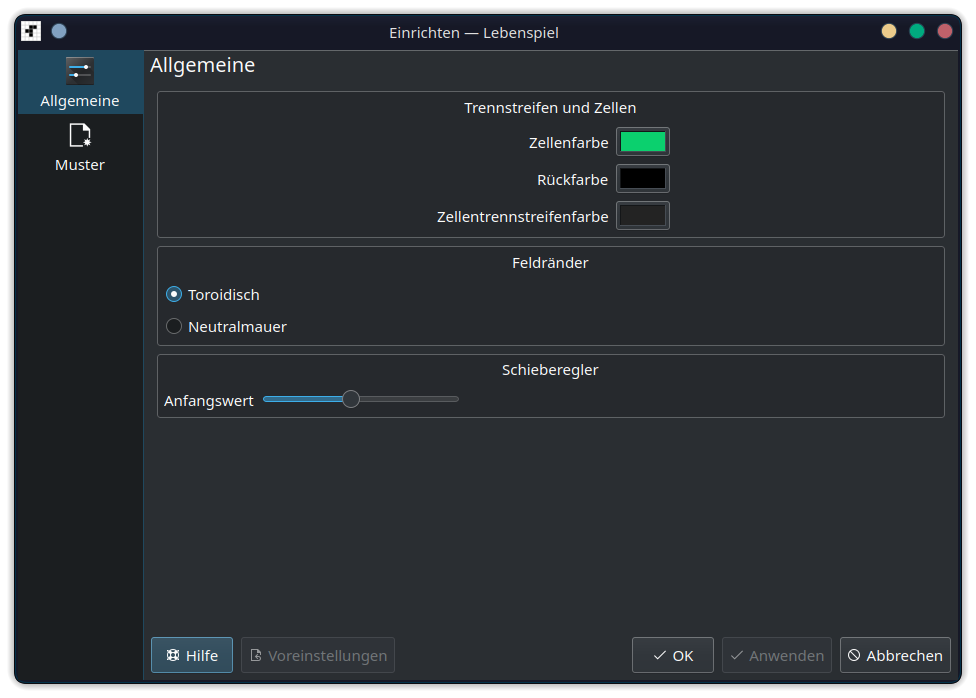 Einrichten — Lebenspiel
Allgemeine
Muster
Allgemeine
Trennstreifen und Zellen
Zellenfarbe
Rückfarbe
Zellentrennstreifenfarbe
Feldränder
Toroidisch
Neutralmauer
Schieberegler
Anfangswert
Hilfe
Voreinstellungen
OK
Anwenden
Abbrechen